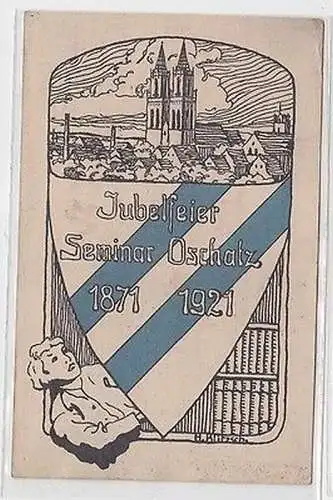 Jubelfeier
Seminar Oschatz
1871 1921